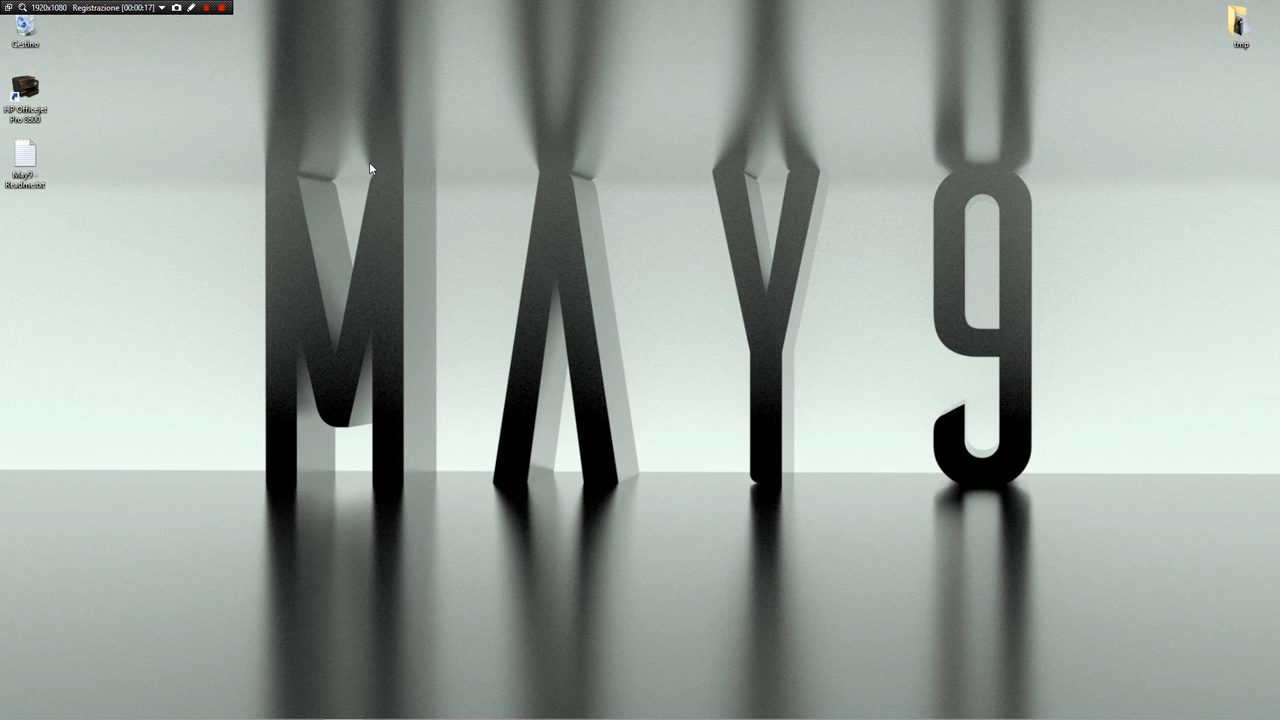 1920x1080 Registrazione [00:00:17]
Cestino
tmp
HP Officejet
Pro 8600
May9 -
Readme.txt
MAY9